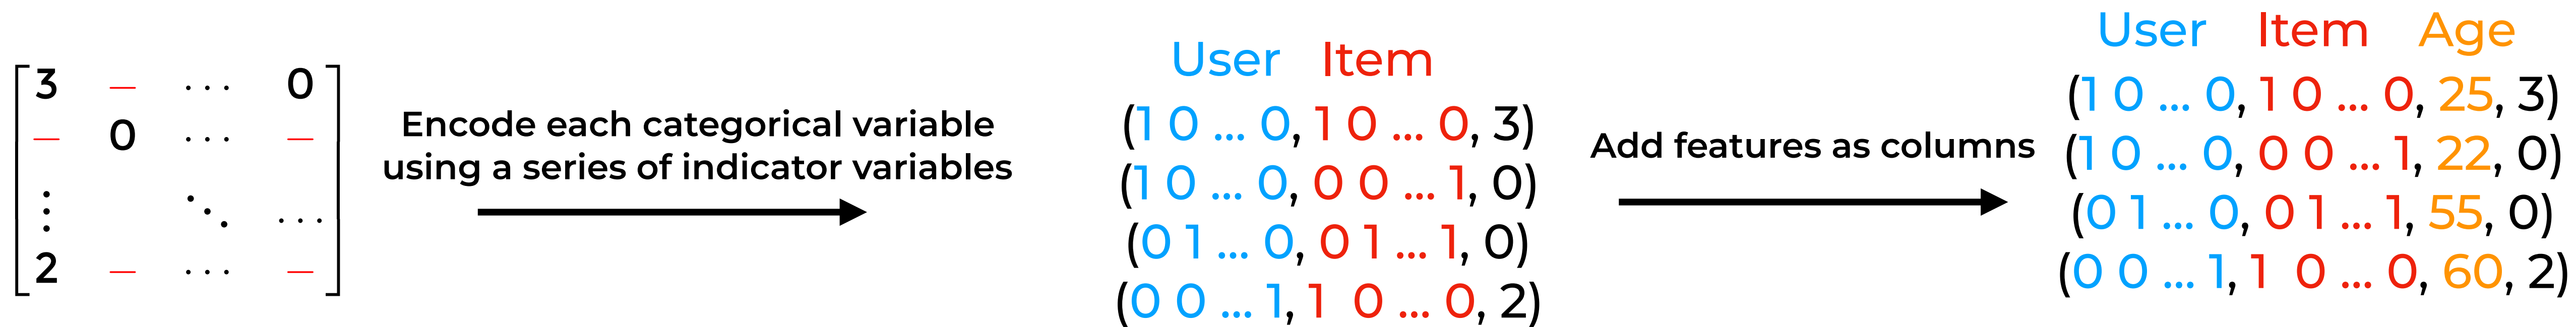 3 — ... 0
— 0 ... —
⋮ ⋱ ...
2 — ... —
Encode each categorical variable
using a series of indicator variables
User Item
(1 0 ... 0, 1 0 ... 0, 3)
(1 0 ... 0, 0 0 ... 1, 0)
(0 1 ... 0, 0 1 ... 1, 0)
(0 0 ... 1, 1 0 ... 0, 2)
Add features as columns
User Item Age
(1 0 ... 0, 1 0 ... 0, 25, 3)
(1 0 ... 0, 0 0 ... 1, 22, 0)
(0 1 ... 0, 0 1 ... 1, 55, 0)
(0 0 ... 1, 1 0 ... 0, 60, 2)